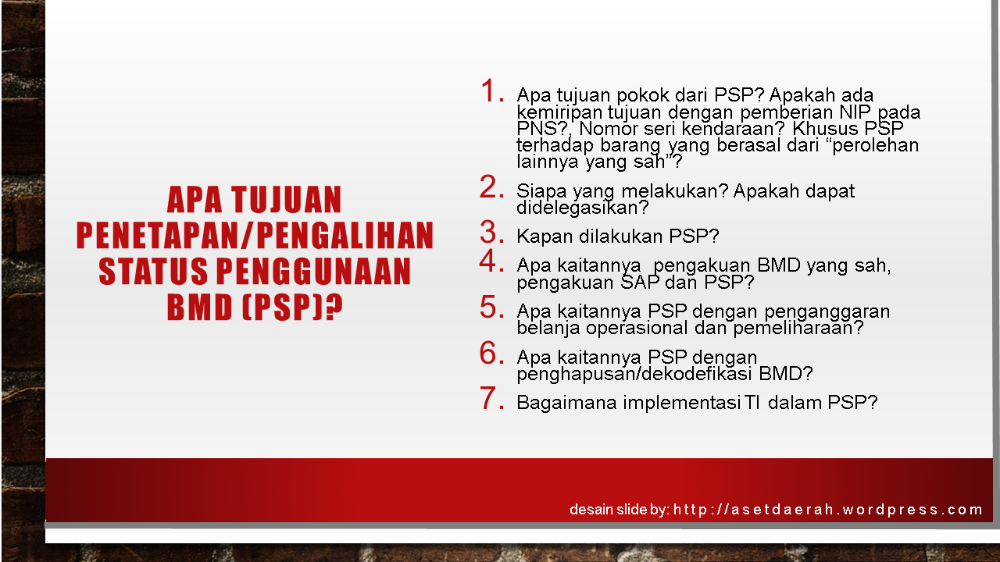 APA TUJUAN
PENETAPAN/PENGALIHAN
STATUS PENGGUNAAN
BMD (PSP)?
1. Apa tujuan pokok dari PSP? Apakah ada
kemiripan tujuan dengan pemberian NIP pada
PNS?, Nomor seri kendaraan? Khusus PSP
terhadap barang yang berasal dari “perolehan
lainnya yang sah”?
2. Siapa yang melakukan? Apakah dapat
didelegasikan?
3. Kapan dilakukan PSP?
4. Apa kaitannya pengakuan BMD yang sah,
pengakuan SAP dan PSP?
5. Apa kaitannya PSP dengan penganggaran
belanja operasional dan pemeliharaan?
6. Apa kaitannya PSP dengan
penghapusan/dekodefikasi BMD?
7. Bagaimana implementasi TI dalam PSP?
desain slide by: http://asetdaerah.wordpress.com